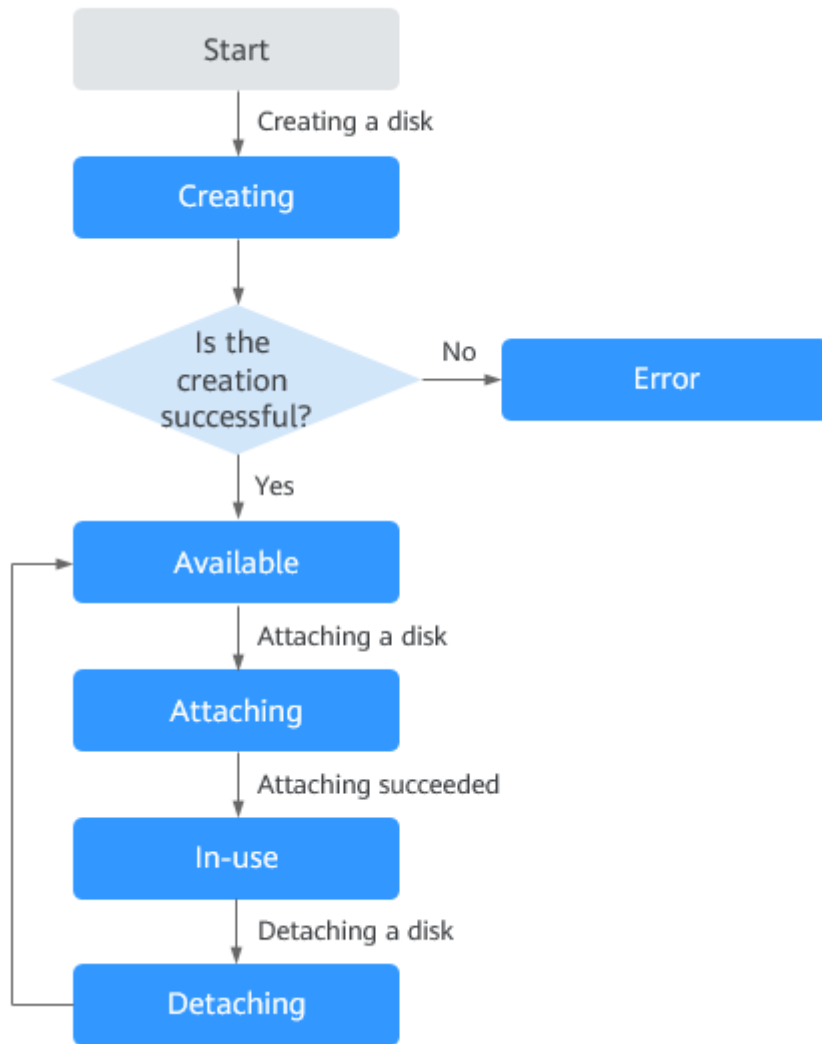 Start
Creating a disk
Creating
Is the
creation
successful?
No
Error
Yes
Available
Attaching a disk
Attaching
Attaching succeeded
In-use
Detaching a disk
Detaching